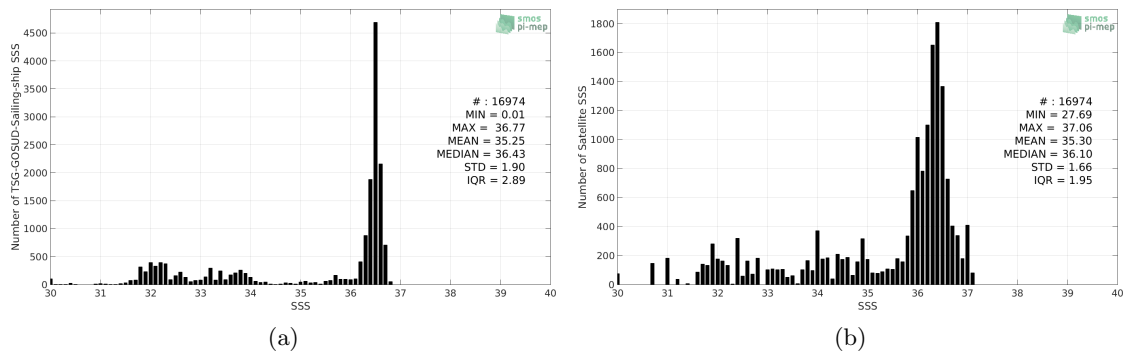 Number of TSG-GOSUD-Sailing-ship SSS
4500
4000
3500
3000
2500
2000
1500
1000
500
0
30 31 32 33 34 35 36 37 38 39 40
SSS
smos
pi-mep
# : 16974
MIN = 0.01
MAX = 36.77
MEAN = 35.25
MEDIAN = 36.43
STD = 1.90
IQR = 2.89
(a)
Number of Satellite SSS
1800
1600
1400
1200
1000
800
600
400
200
0
30 31 32 33 34 35 36 37 38 39 40
SSS
smos
pi-mep
# : 16974
MIN = 27.69
MAX = 37.06
MEAN = 35.30
MEDIAN = 36.10
STD = 1.66
IQR = 1.95
(b)